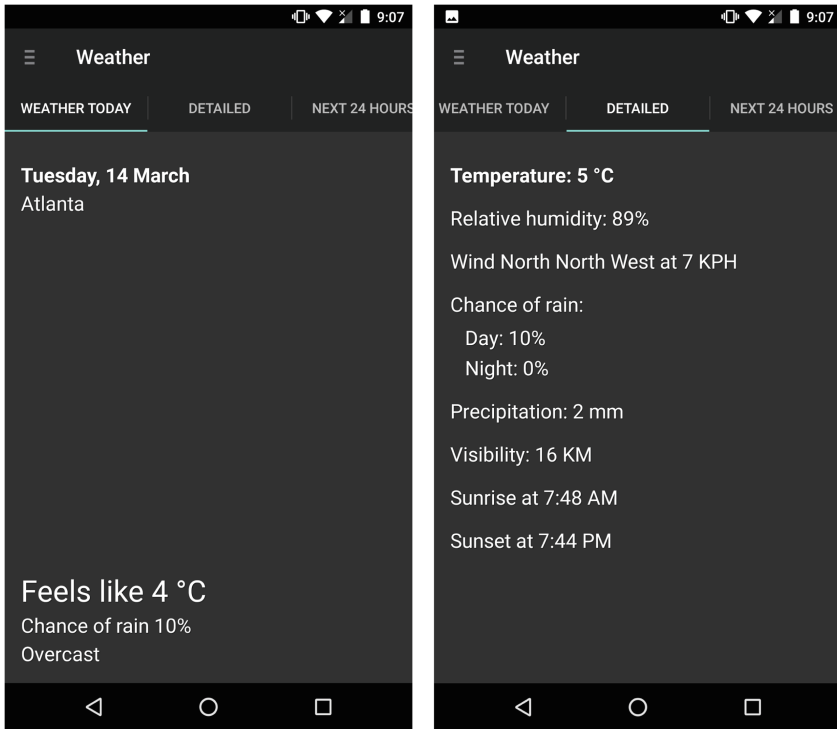 9:07
Weather
WEATHER TODAY DETAILED NEXT 24 HOURS
Tuesday, 14 March
Atlanta
Feels like 4 °C
Chance of rain 10%
Overcast
9:07
Weather
WEATHER TODAY DETAILED NEXT 24 HOURS
Temperature: 5 °C
Relative humidity: 89%
Wind North North West at 7 KPH
Chance of rain:
Day: 10%
Night: 0%
Precipitation: 2 mm
Visibility: 16 KM
Sunrise at 7:48 AM
Sunset at 7:44 PM